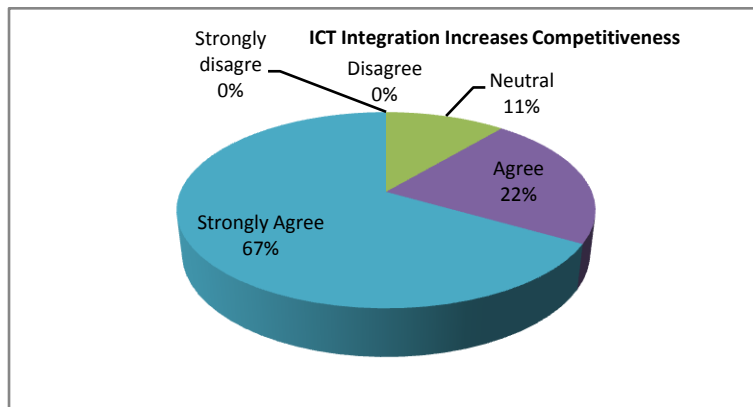 ICT Integration Increases Competitiveness
Strongly
disagre
0%
Disagree
0%
Neutral
11%
Agree
22%
Strongly Agree
67%